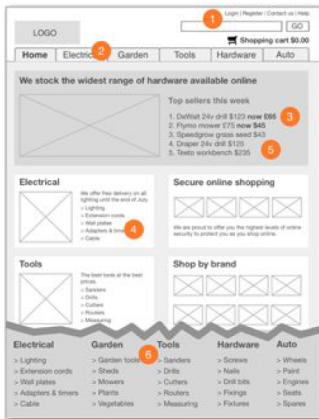 Login | Register | Contact us | Help
1
LOGO
GO
Shopping cart $0.00
Home Electrical Garden Tools Hardware Auto
2
We stock the widest range of hardware available online
Top sellers this week
1. DeWalt 24v drill $123 now £65
2. Flymo mower £75 now $45
3. Speedgrow grass seed $43
4. Draper 24v drill $125
5. Teeto workbench $235
3
5
Electrical
We offer free delivery on all
lighting until the end of July
> Lighting
> Extension cords
> Wall plates
> Adapters & timers
> Cable
4
Secure online shopping
We are proud to offer you the highest levels of online
security to protect you as you shop online.
Tools
The best tools at the best
prices.
> Sanders
> Drills
> Cutters
> Routers
> Measuring
Shop by brand
Electrical Garden Tools Hardware Auto
6
> Lighting > Garden tools > Sanders > Screws > Wheels
> Extension cords > Sheds > Drills > Nails > Paint
> Wall plates > Mowers > Cutters > Drill bits > Engines
> Adapters & timers > Plants > Routers > Fixings > Seats
> Cable > Vegetables > Measuring > Fixtures > Spares